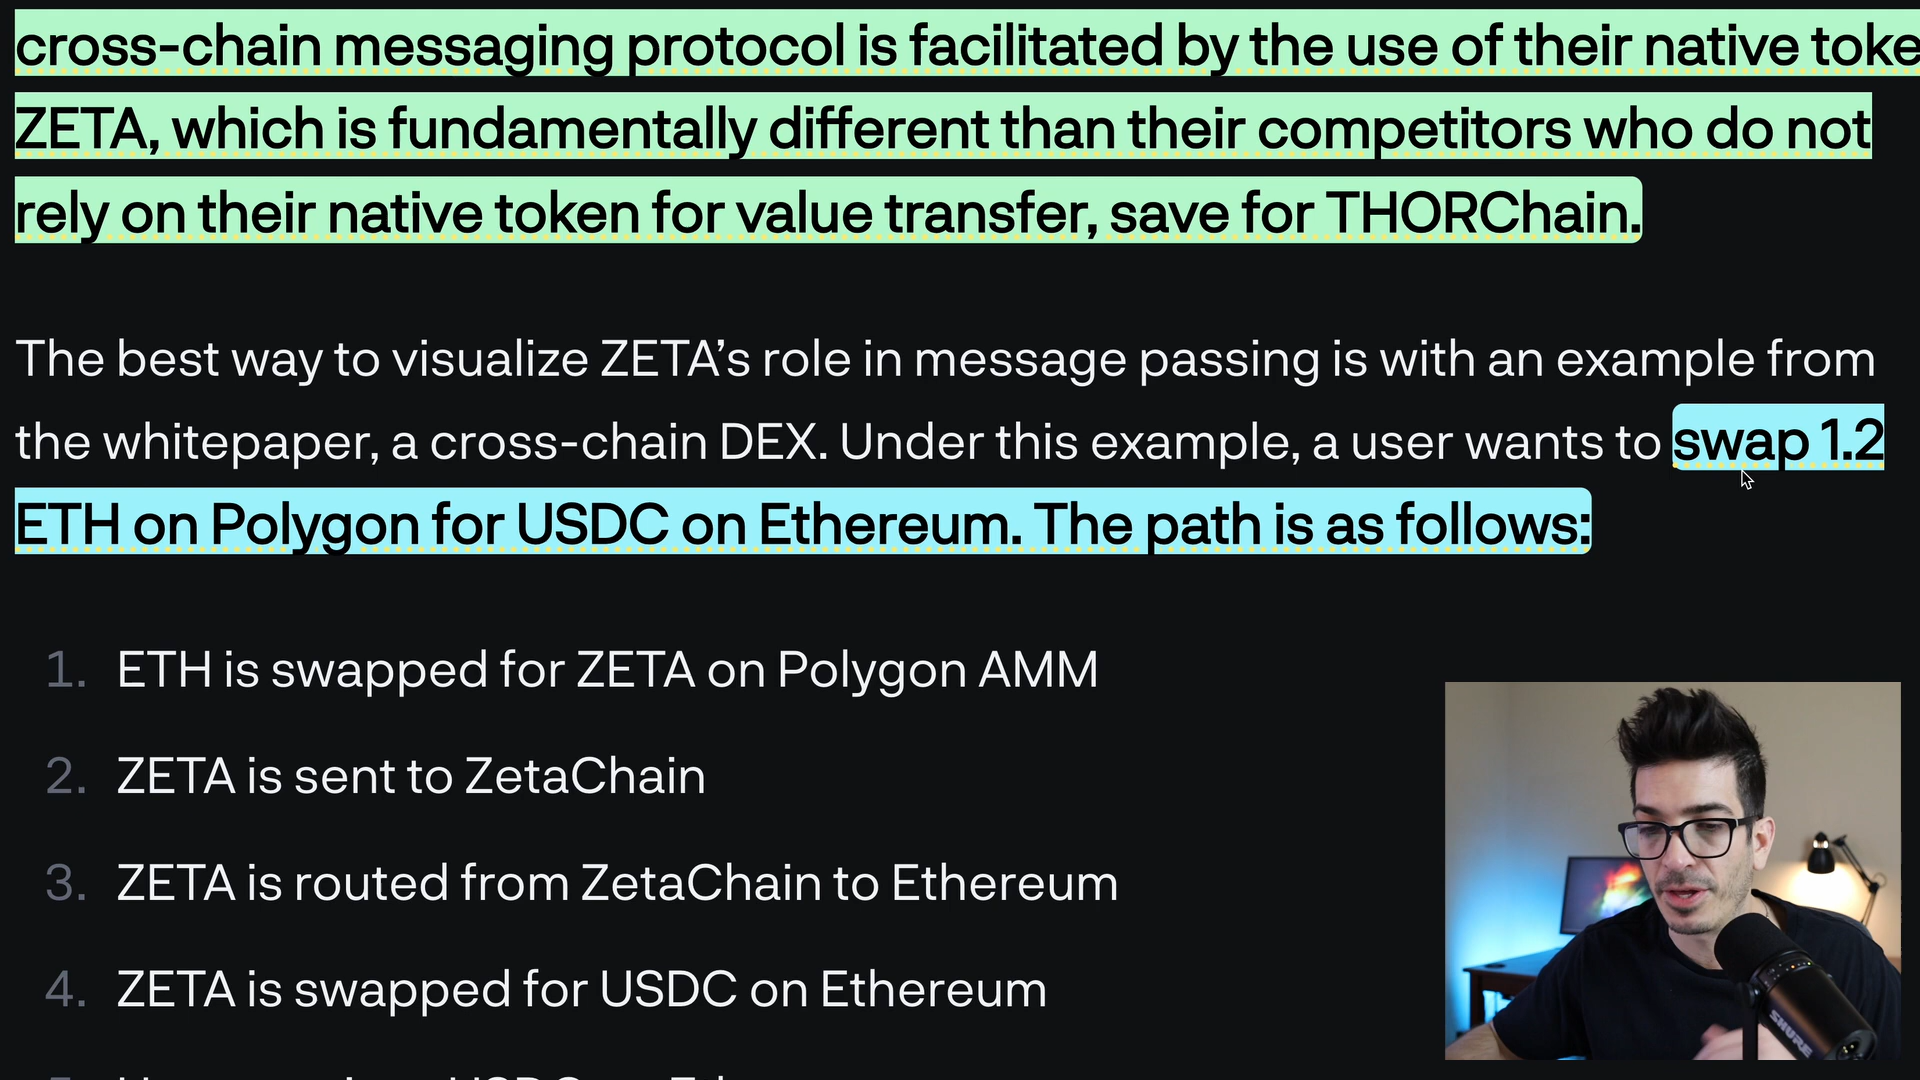 cross-chain messaging protocol is facilitated by the use of their native toke
ZETA, which is fundamentally different than their competitors who do not
rely on their native token for value transfer, save for THORChain.
The best way to visualize ZETA’s role in message passing is with an example from
the whitepaper, a cross-chain DEX. Under this example, a user wants to swap 1.2
ETH on Polygon for USDC on Ethereum. The path is as follows:
1. ETH is swapped for ZETA on Polygon AMM
2. ZETA is sent to ZetaChain
3. ZETA is routed from ZetaChain to Ethereum
4. ZETA is swapped for USDC on Ethereum
SHURE